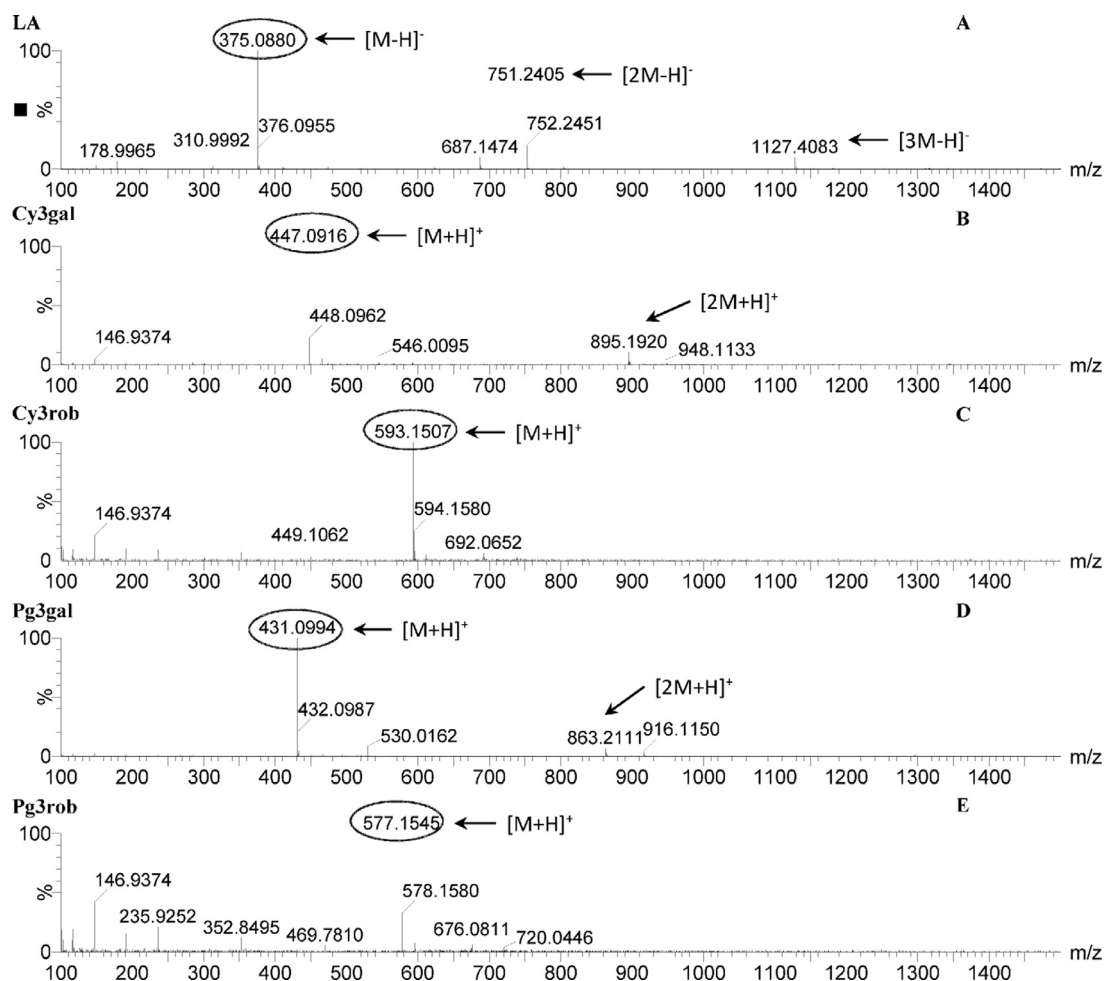 LA A
375.0880 [M-H]-
100
751.2405 [2M-H]-
%
178.9965 310.9992 376.0955 687.1474 752.2451 1127.4083 [3M-H]-
0
100 200 300 400 500 600 700 800 900 1000 1100 1200 1300 1400 m/z
Cy3gal B
447.0916 [M+H]+
100
[2M+H]+
%
146.9374 448.0962 546.0095 895.1920 948.1133
0
100 200 300 400 500 600 700 800 900 1000 1100 1200 1300 1400 m/z
Cy3rob C
593.1507 [M+H]+
100
%
146.9374 449.1062 594.1580 692.0652
0
100 200 300 400 500 600 700 800 900 1000 1100 1200 1300 1400 m/z
Pg3gal D
431.0994 [M+H]+
100
[2M+H]+
%
432.0987 530.0162 863.2111 916.1150
0
100 200 300 400 500 600 700 800 900 1000 1100 1200 1300 1400 m/z
Pg3rob E
577.1545 [M+H]+
100
%
146.9374 235.9252 352.8495 469.7810 578.1580 676.0811 720.0446
0
100 200 300 400 500 600 700 800 900 1000 1100 1200 1300 1400 m/z